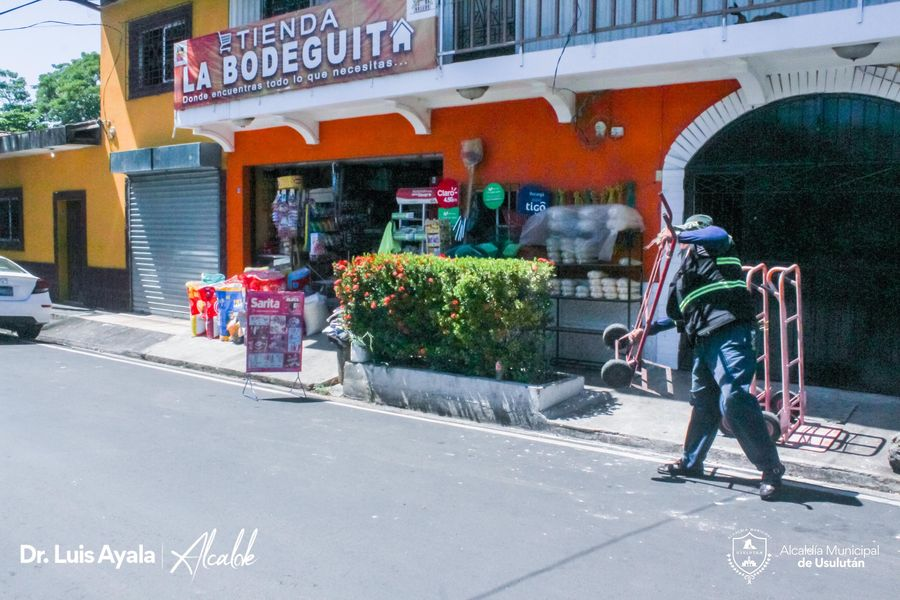 TIENDA
LA BODEGUITA
Donde encuentras todo lo que necesitas...
Claro
tigo
Sarita
Dr. Luis Ayala
Alcalde
Alcaldía Municipal
de Usulután